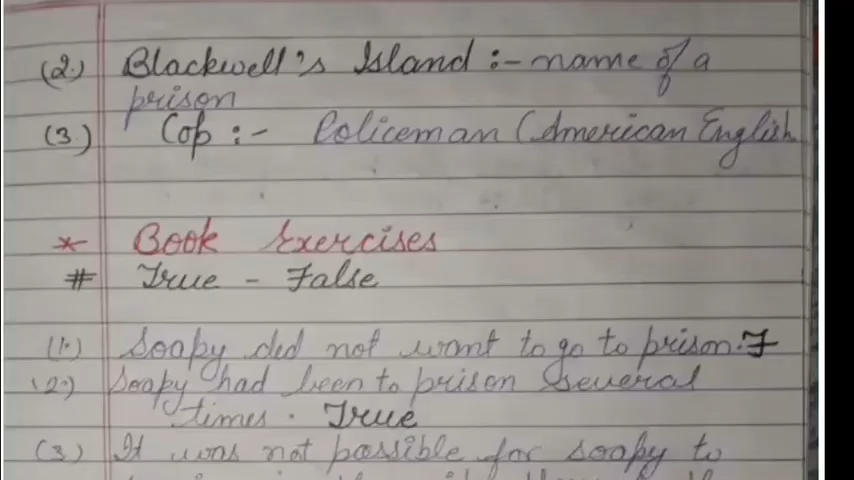 (2.) Blackwell's Island :- name of a
prison
(3.) Cop :- Policeman (American English
* Book Exercises
# True - False
(1.) Soapy did not want to go to prison. F
(2.) Soapy had been to prison several
times. True
(3) It was not possible for soapy to